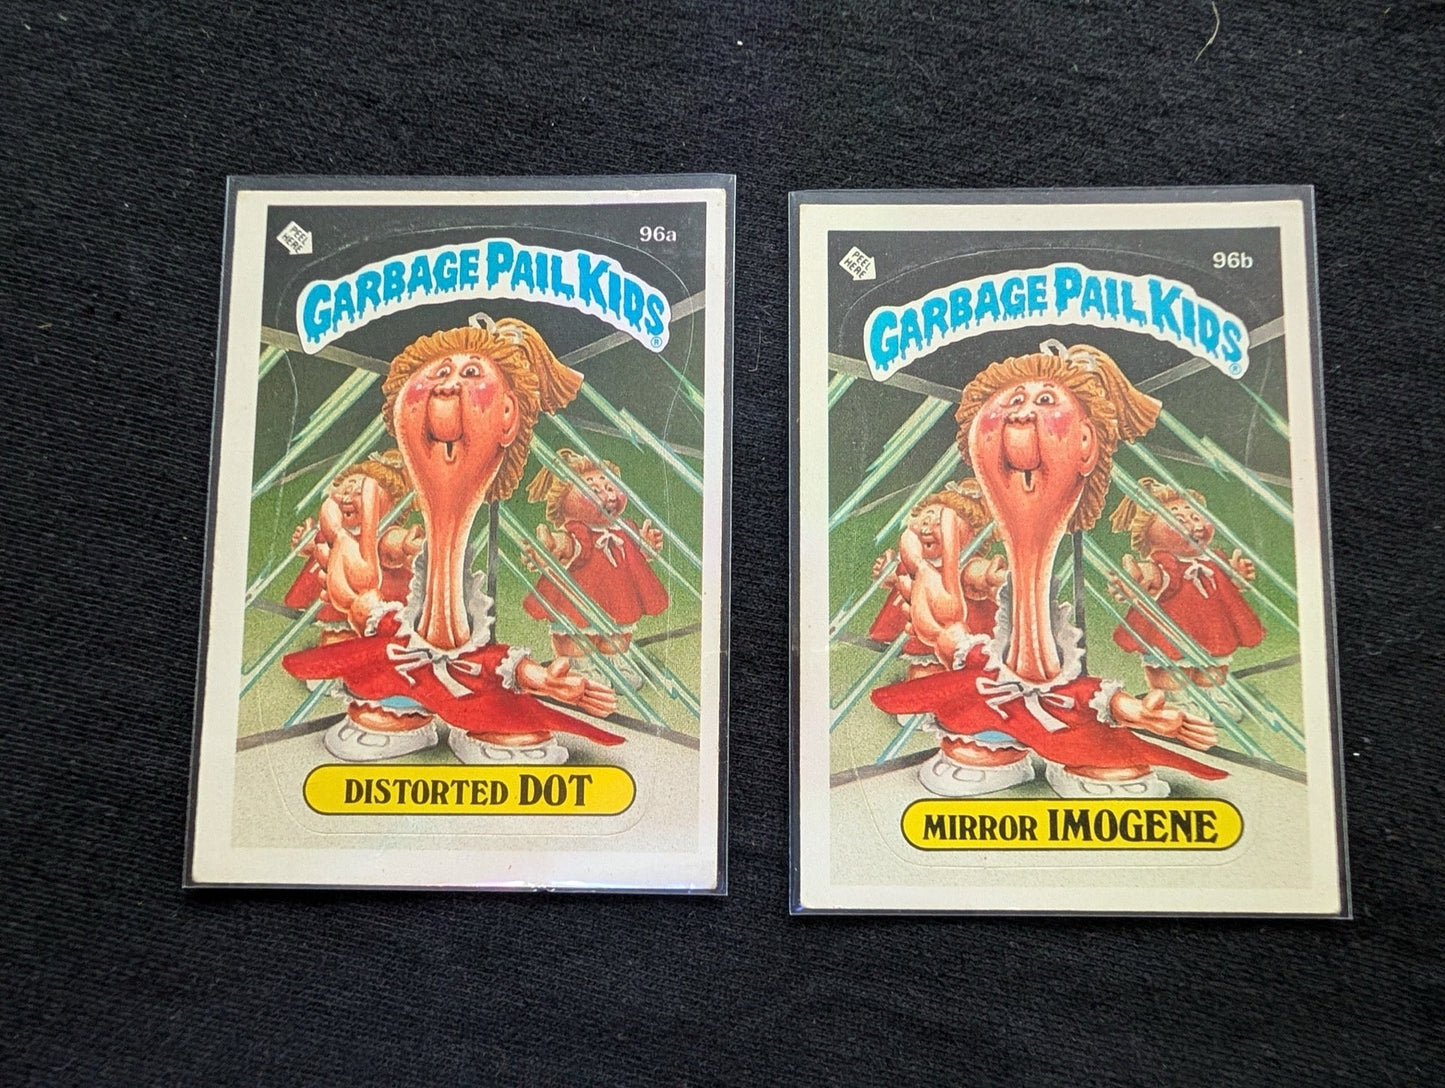 PEEL HERE
96a
GARBAGE PAIL KIDS®
DISTORTED DOT
PEEL HERE
96b
GARBAGE PAIL KIDS®
MIRROR IMOGENE